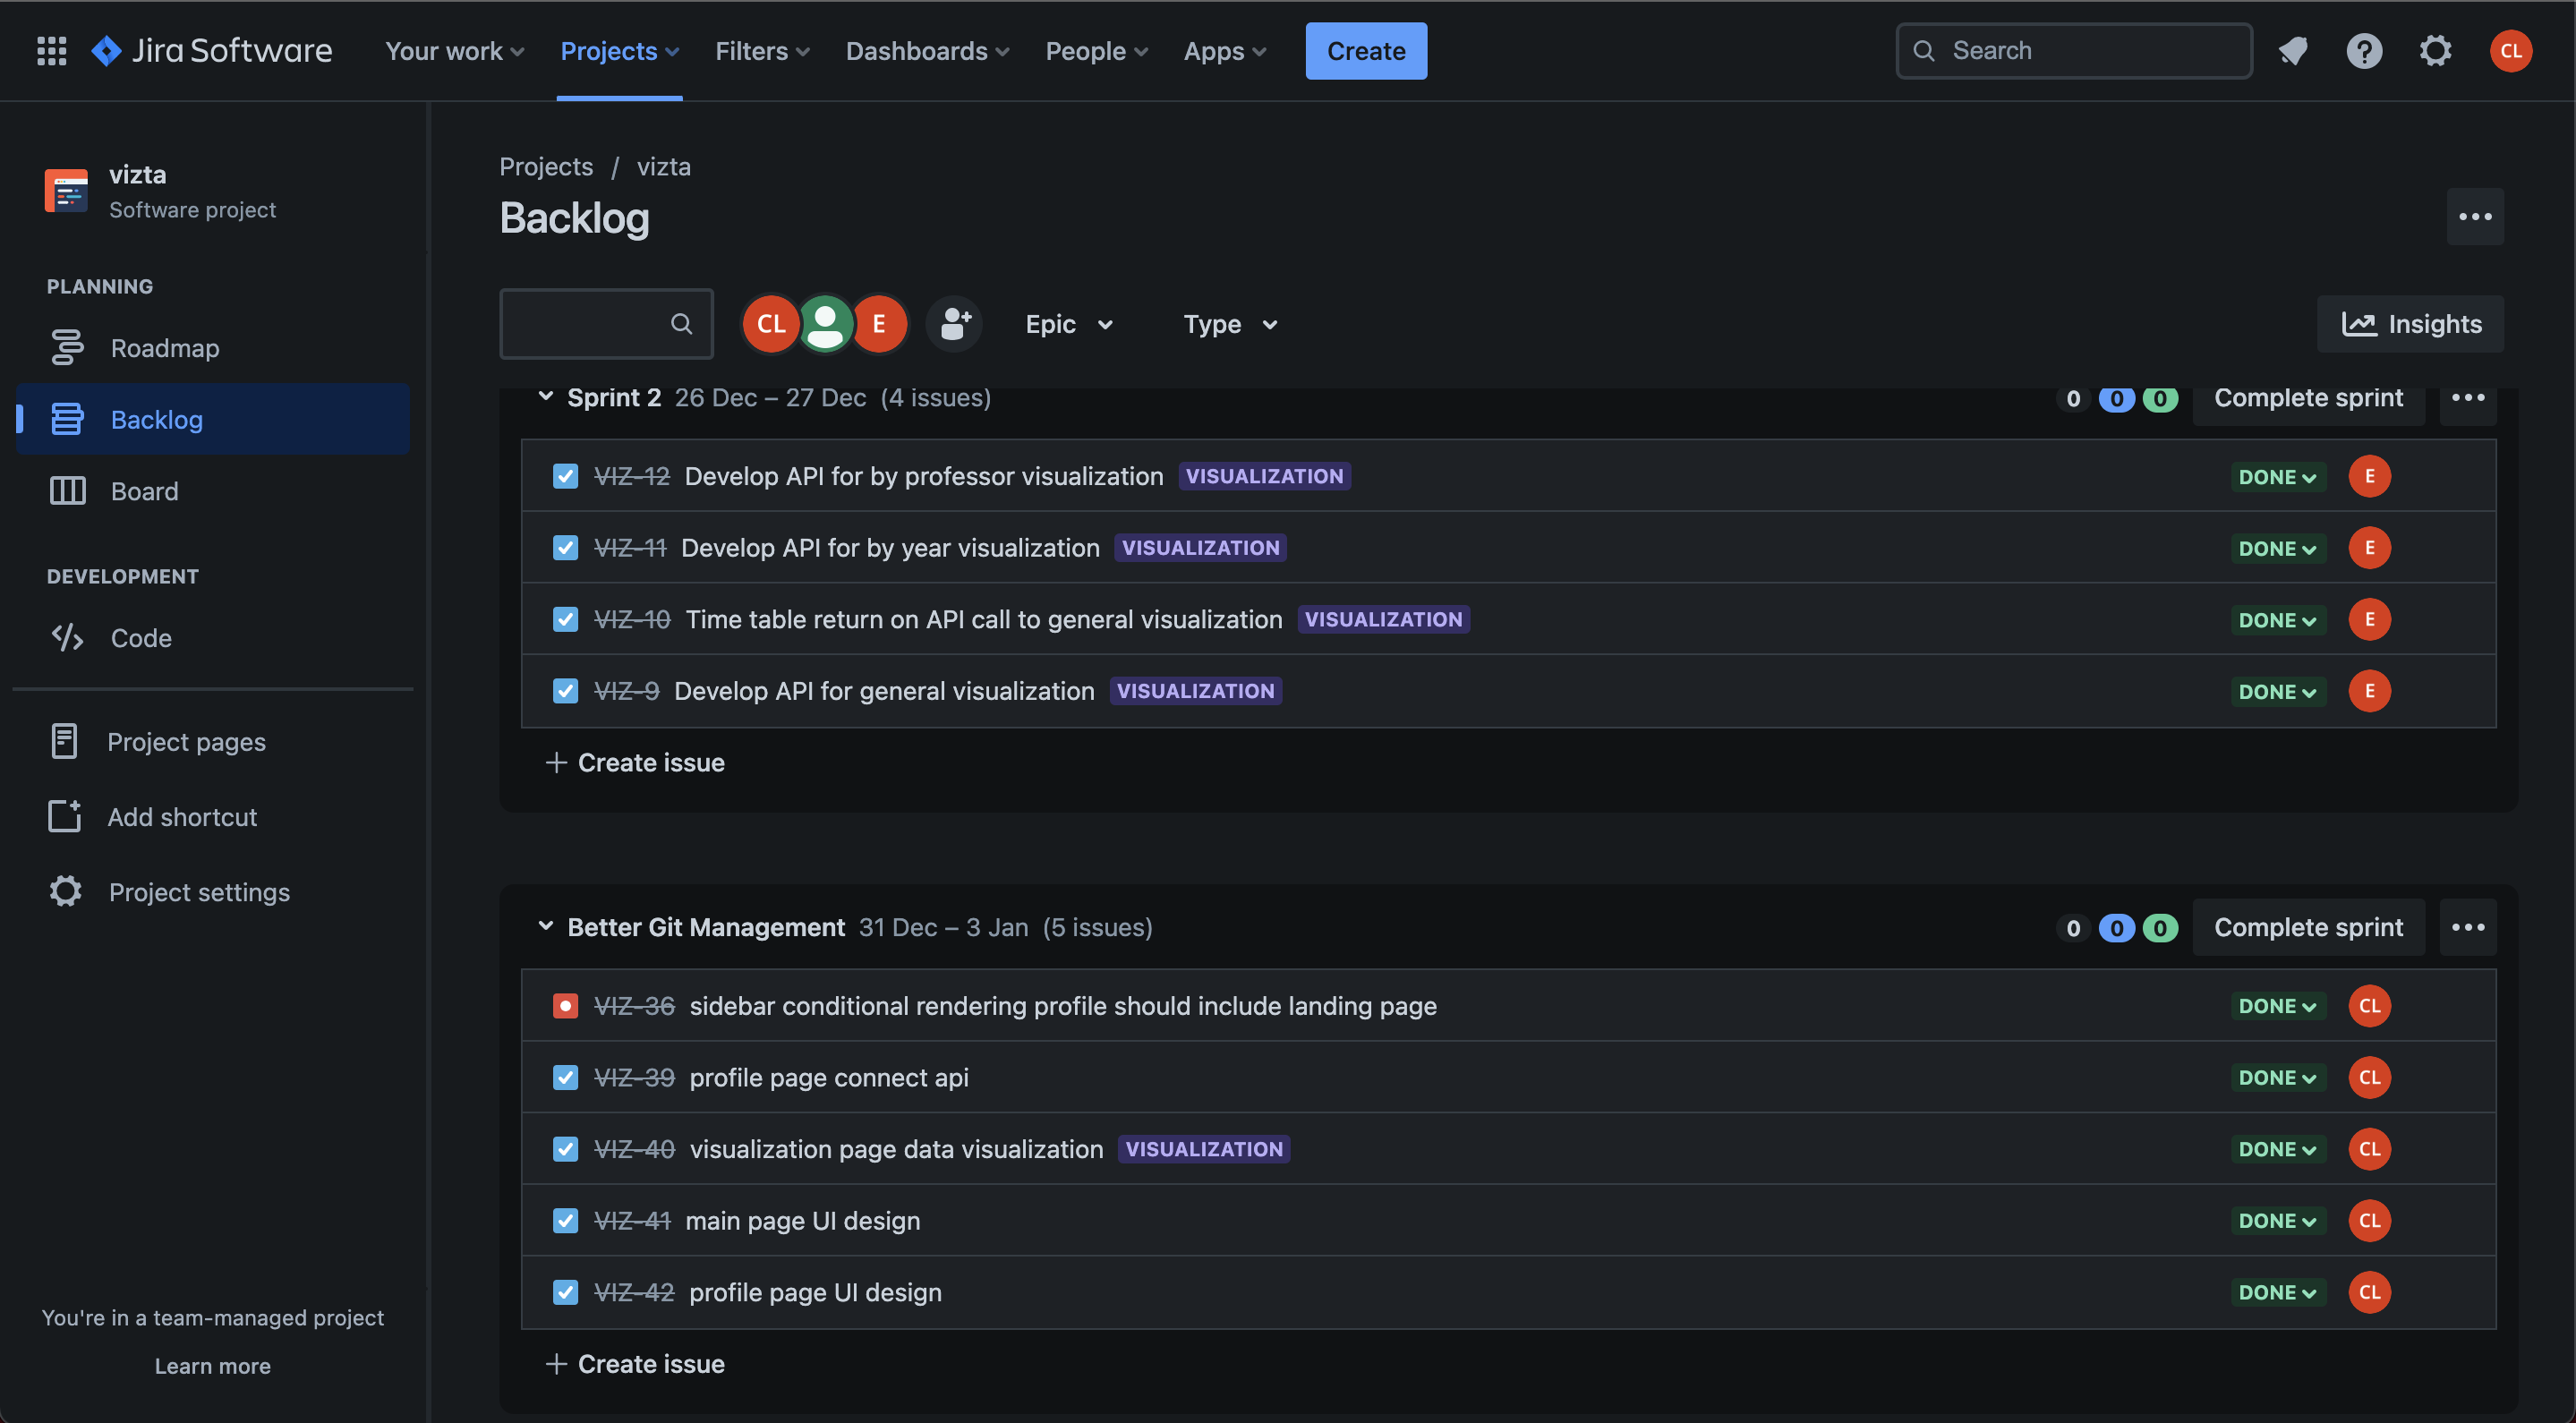 Jira Software
Your work
Projects
Filters
Dashboards
People
Apps
Create
Search
CL
vizta
Software project
PLANNING
Roadmap
Backlog
Board
DEVELOPMENT
Code
Project pages
Add shortcut
Project settings
You're in a team-managed project
Learn more
Projects / vizta
Backlog
CL E Epic Type Insights
Sprint 2 26 Dec – 27 Dec (4 issues) 0 0 0 Complete sprint
VIZ-12 Develop API for by professor visualization VISUALIZATION DONE E
VIZ-11 Develop API for by year visualization VISUALIZATION DONE E
VIZ-10 Time table return on API call to general visualization VISUALIZATION DONE E
VIZ-9 Develop API for general visualization VISUALIZATION DONE E
+ Create issue
Better Git Management 31 Dec – 3 Jan (5 issues) 0 0 0 Complete sprint
VIZ-36 sidebar conditional rendering profile should include landing page DONE CL
VIZ-39 profile page connect api DONE CL
VIZ-40 visualization page data visualization VISUALIZATION DONE CL
VIZ-41 main page UI design DONE CL
VIZ-42 profile page UI design DONE CL
+ Create issue